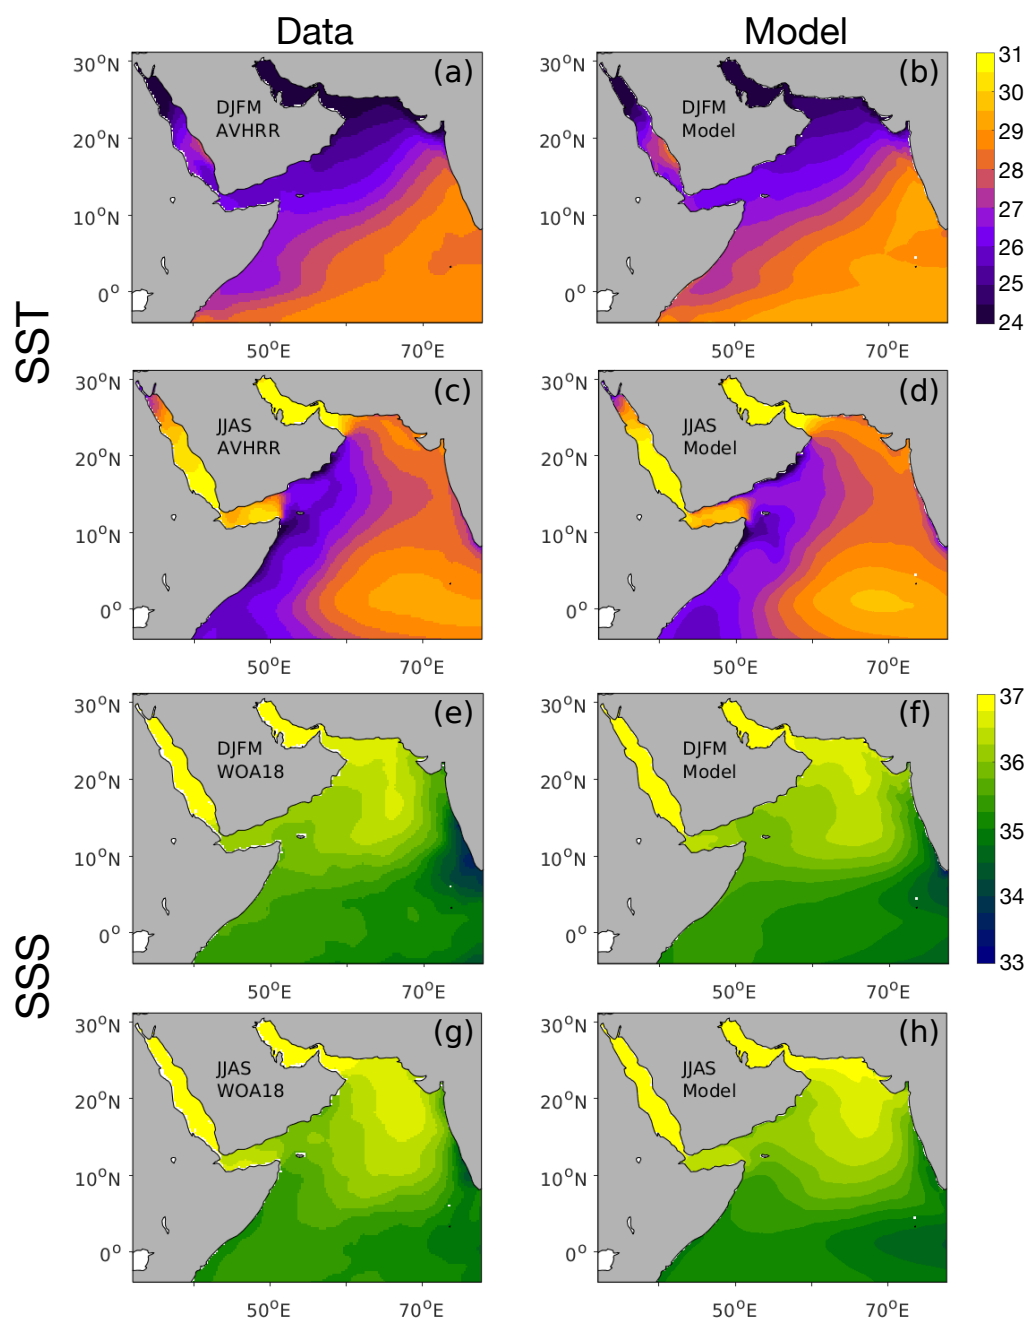 Data
Model
SST
30°N
20°N
10°N
0°
(a)
DJFM
AVHRR
50°E
70°E
(b)
DJFM
Model
30°N
20°N
10°N
0°
50°E
70°E
31
30
29
28
27
26
25
24
30°N
20°N
10°N
0°
(c)
JJAS
AVHRR
50°E
70°E
(d)
JJAS
Model
30°N
20°N
10°N
0°
50°E
70°E
SSS
30°N
20°N
10°N
0°
(e)
DJFM
WOA18
50°E
70°E
(f)
DJFM
Model
30°N
20°N
10°N
0°
50°E
70°E
37
36
35
34
33
30°N
20°N
10°N
0°
(g)
JJAS
WOA18
50°E
70°E
(h)
JJAS
Model
30°N
20°N
10°N
0°
50°E
70°E